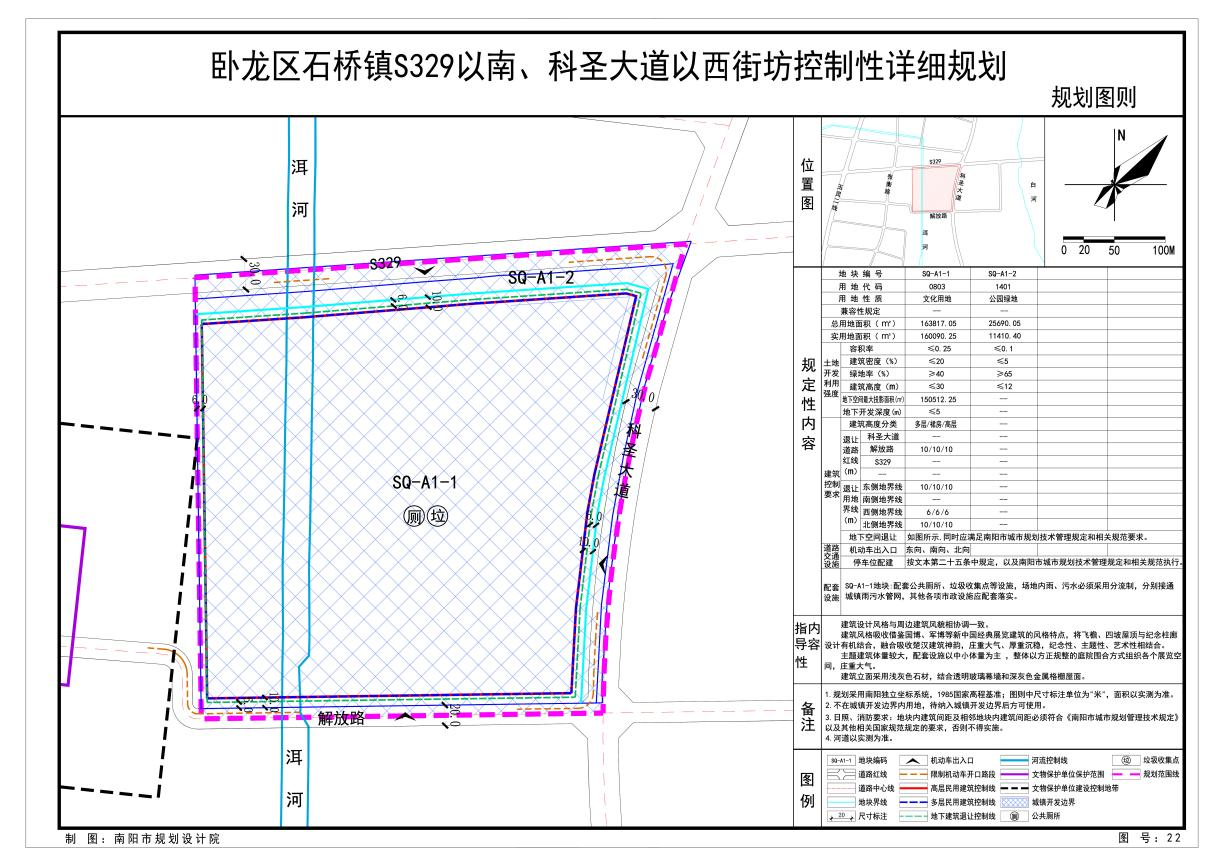 卧龙区石桥镇S329以南、科圣大道以西街坊控制性详细规划
规划图则
洱
河
S329
SQ-A1-2
30.0
6.0
10.0
6.0
30.0
科圣大道
SQ-A1-1
厕 垃
6.0
10.0
6.0
10.0
解放路
20.0
洱
河
位置图
S329
张衡路
科圣大道
解放路
洱河
白河
N
0 20 50 100M
规定性内容
地块编号 SQ-A1-1 SQ-A1-2
用地代码 0803 1401
用地性质 文化用地 公园绿地
兼容性规定 -- --
总用地面积（㎡） 163817.05 25690.05
实用地面积（㎡） 160090.25 11410.40
土地开发利用强度
容积率 ≤0.25 ≤0.1
建筑密度（%） ≤20 ≤5
绿地率（%） ≥40 ≥65
建筑高度（m） ≤30 ≤12
地下空间最大投影面积(㎡) 150512.25 --
地下开发深度(m) ≤5 --
建筑控制要求
建筑高度分类 多层/裙房/高层 --
退让道路红线(m)
科圣大道 -- --
解放路 10/10/10 --
S329 -- --
-- -- --
退让用地界线(m)
东侧地界线 10/10/10 --
南侧地界线 -- --
西侧地界线 6/6/6 --
北侧地界线 10/10/10 --
地下空间退让 如图所示.同时应满足南阳市城市规划技术管理规定和相关规范要求。
道路交通设施
机动车出入口 东向、南向、北向
停车位配建 按文本第二十五条中规定，以及南阳市城市规划技术管理规定和相关规范执行。
配套设施
SQ-A1-1地块:配套公共厕所、垃圾收集点等设施，场地内雨、污水必须采用分流制，分别接通
城镇雨污水管网，其他各项市政设施应配套落实。
指导性内容
建筑设计风格与周边建筑风貌相协调一致。
建筑风格吸收借鉴国博、军博等新中国经典展览建筑的风格特点，将飞檐、四坡屋顶与纪念柱廊
设计有机结合，融合吸收楚汉建筑神韵，庄重大气、厚重沉稳，纪念性、主题性、艺术性相结合。
主题建筑体量较大，配套设施以中小体量为主 ，整体以方正规整的庭院围合方式组织各个展览空
间，庄重大气。
建筑立面采用浅灰色石材，结合透明玻璃幕墙和深灰色金属格栅屋面。
备注
1. 规划采用南阳独立坐标系统，1985国家高程基准；图则中尺寸标注单位为"米"，面积以实测为准。
2. 不在城镇开发边界内用地，待纳入城镇开发边界后方可使用。
3. 日照、消防要求：地块内建筑间距及相邻地块内建筑间距必须符合《南阳市城市规划管理技术规定》
以及其他相关国家规范规定的要求，否则不得实施。
4. 河道以实测为准。
图例
SQ-A1-1 地块编码 机动车出入口 河流控制线 垃 垃圾收集点
道路红线 限制机动车开口路段 文物保护单位保护范围 规划范围线
道路中心线 高层民用建筑控制线 文物保护单位建设控制地带
地块界线 多层民用建筑控制线 城镇开发边界
20 尺寸标注 地下建筑退让控制线 厕 公共厕所
制 图：南阳市规划设计院
图 号：22